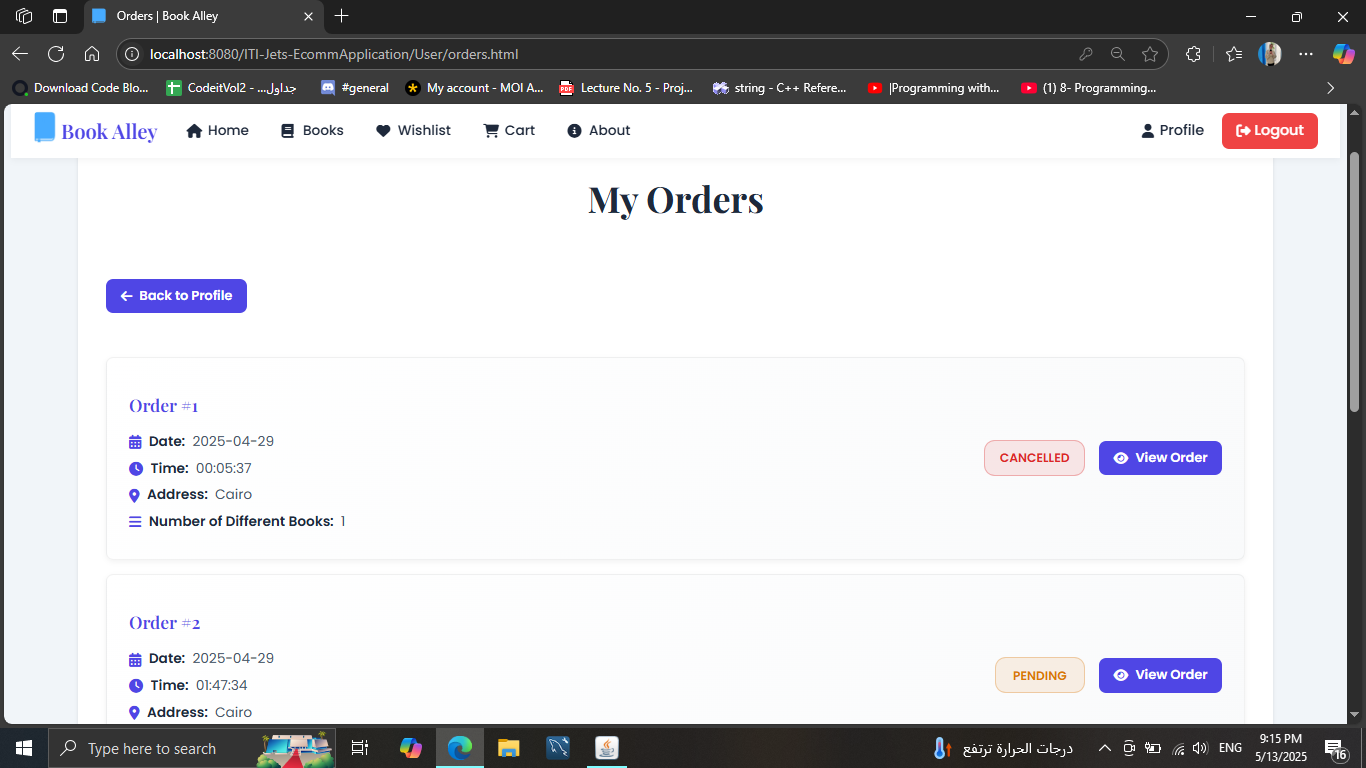 Orders | Book Alley
localhost:8080/ITI-Jets-EcommApplication/User/orders.html
Download Code Blo... CodeitVol2 - ...جداول #general My account - MOI A... PDF Lecture No. 5 - Proj... string - C++ Refere... |Programming with... (1) 8- Programming...
Book Alley Home Books Wishlist Cart About Profile Logout
My Orders
Back to Profile
Order #1
Date: 2025-04-29
Time: 00:05:37
Address: Cairo
Number of Different Books: 1
CANCELLED View Order
Order #2
Date: 2025-04-29
Time: 01:47:34
Address: Cairo
PENDING View Order
Type here to search
درجات الحرارة ترتفع
ENG
9:15 PM
5/13/2025
16